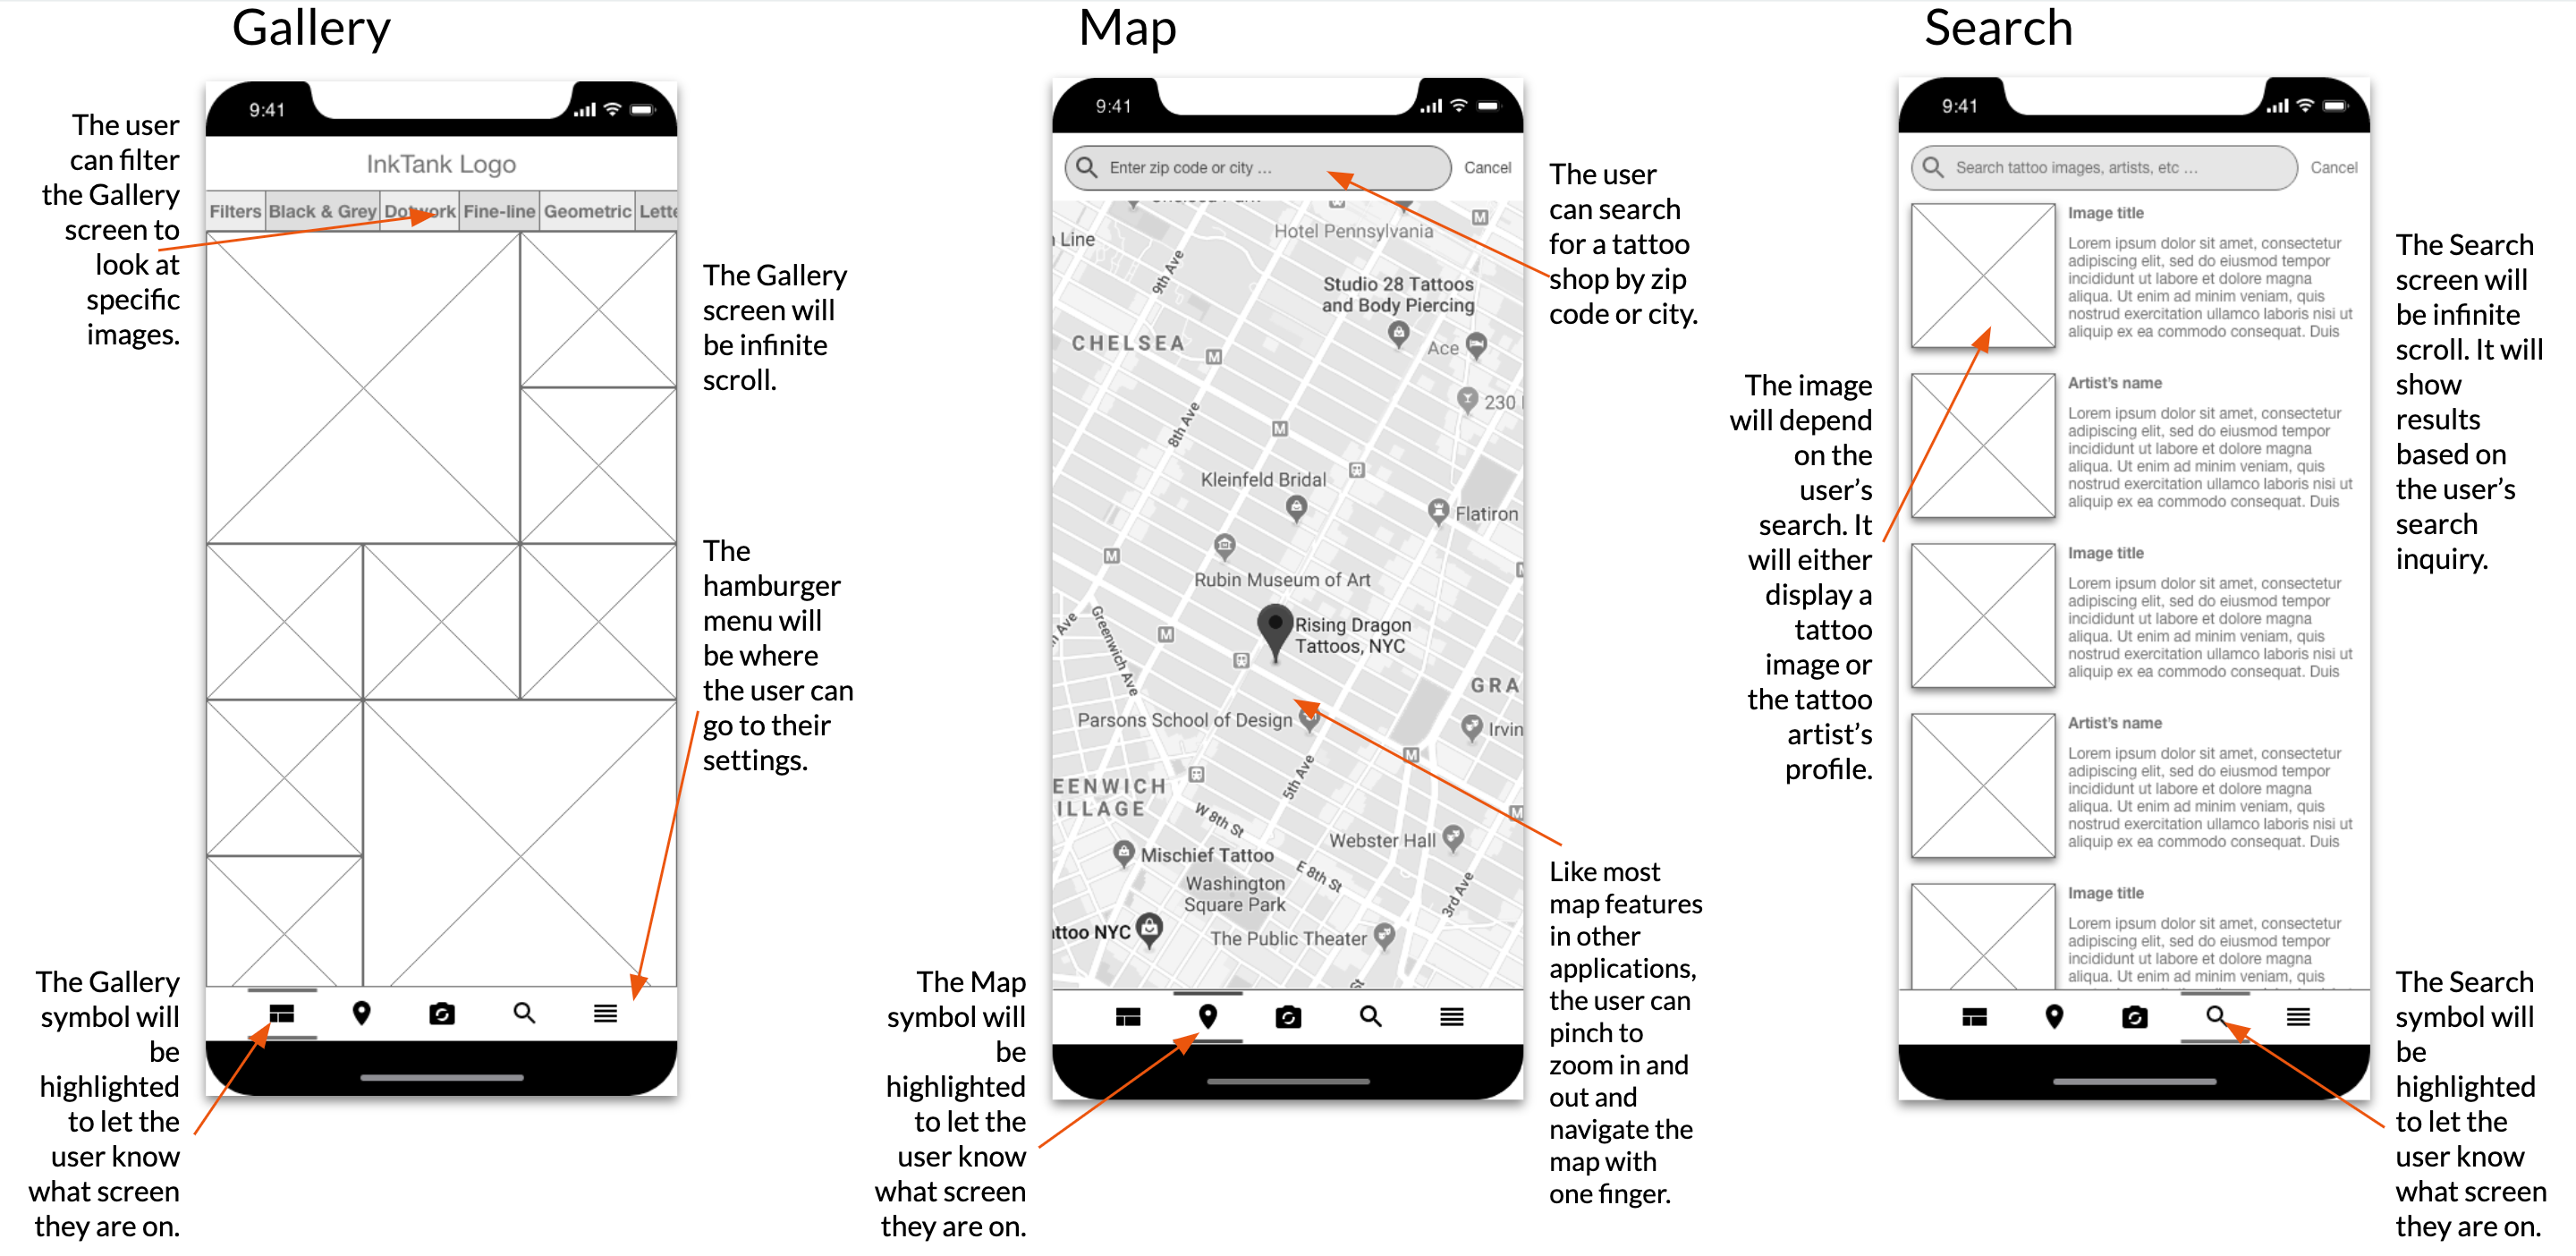 Gallery
The user
can filter
the Gallery
screen to
look at
specific
images.
9:41
InkTank Logo
Filters Black & Grey Dotwork Fine-line Geometric Lette
The Gallery
screen will
be infinite
scroll.
The
hamburger
menu will
be where
the user can
go to their
settings.
The Gallery
symbol will
be
highlighted
to let the
user know
what screen
they are on.
Map
9:41
Enter zip code or city ...
Cancel
The user
can search
for a tattoo
shop by zip
code or city.
M
Line
Hotel Pennsylvania
9th Ave
Studio 28 Tattoos
and Body Piercing
CHELSEA
M
Ace
230
8th Ave
M
Kleinfeld Bridal
Flatiron
M
Rubin Museum of Art
Ave
Greenwich Ave
M
Rising Dragon
Tattoos, NYC
GRA
Parsons School of Design
Irvin
M
5th Ave
EENWICH
ILLAGE
M
W 8th St
Webster Hall
Mischief Tattoo
E 8th St
Washington
Square Park
3rd Ave
ttoo NYC
The Public Theater
Like most
map features
in other
applications,
the user can
pinch to
zoom in and
out and
navigate the
map with
one finger.
The Map
symbol will
be
highlighted
to let the
user know
what screen
they are on.
Search
9:41
Search tattoo images, artists, etc ...
Cancel
Image title
Lorem ipsum dolor sit amet, consectetur
adipiscing elit, sed do eiusmod tempor
incididunt ut labore et dolore magna
aliqua. Ut enim ad minim veniam, quis
nostrud exercitation ullamco laboris nisi ut
aliquip ex ea commodo consequat. Duis
Artist's name
Lorem ipsum dolor sit amet, consectetur
adipiscing elit, sed do eiusmod tempor
incididunt ut labore et dolore magna
aliqua. Ut enim ad minim veniam, quis
nostrud exercitation ullamco laboris nisi ut
aliquip ex ea commodo consequat. Duis
Image title
Lorem ipsum dolor sit amet, consectetur
adipiscing elit, sed do eiusmod tempor
incididunt ut labore et dolore magna
aliqua. Ut enim ad minim veniam, quis
nostrud exercitation ullamco laboris nisi ut
aliquip ex ea commodo consequat. Duis
Artist's name
Lorem ipsum dolor sit amet, consectetur
adipiscing elit, sed do eiusmod tempor
incididunt ut labore et dolore magna
aliqua. Ut enim ad minim veniam, quis
nostrud exercitation ullamco laboris nisi ut
aliquip ex ea commodo consequat. Duis
Image title
Lorem ipsum dolor sit amet, consectetur
adipiscing elit, sed do eiusmod tempor
incididunt ut labore et dolore magna
aliqua. Ut enim ad minim veniam, quis
The image
will depend
on the
user's
search. It
will either
display a
tattoo
image or
the tattoo
artist's
profile.
The Search
screen will
be infinite
scroll. It will
show
results
based on
the user's
search
inquiry.
The Search
symbol will
be
highlighted
to let the
user know
what screen
they are on.